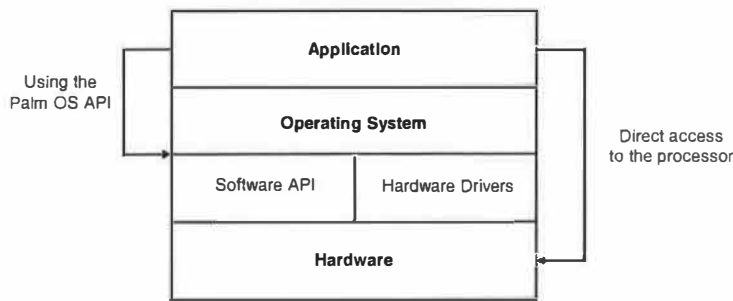 Application
Using the
Palm OS API
Operating System
Direct access
to the processor
Software API
Hardware Drivers
Hardware